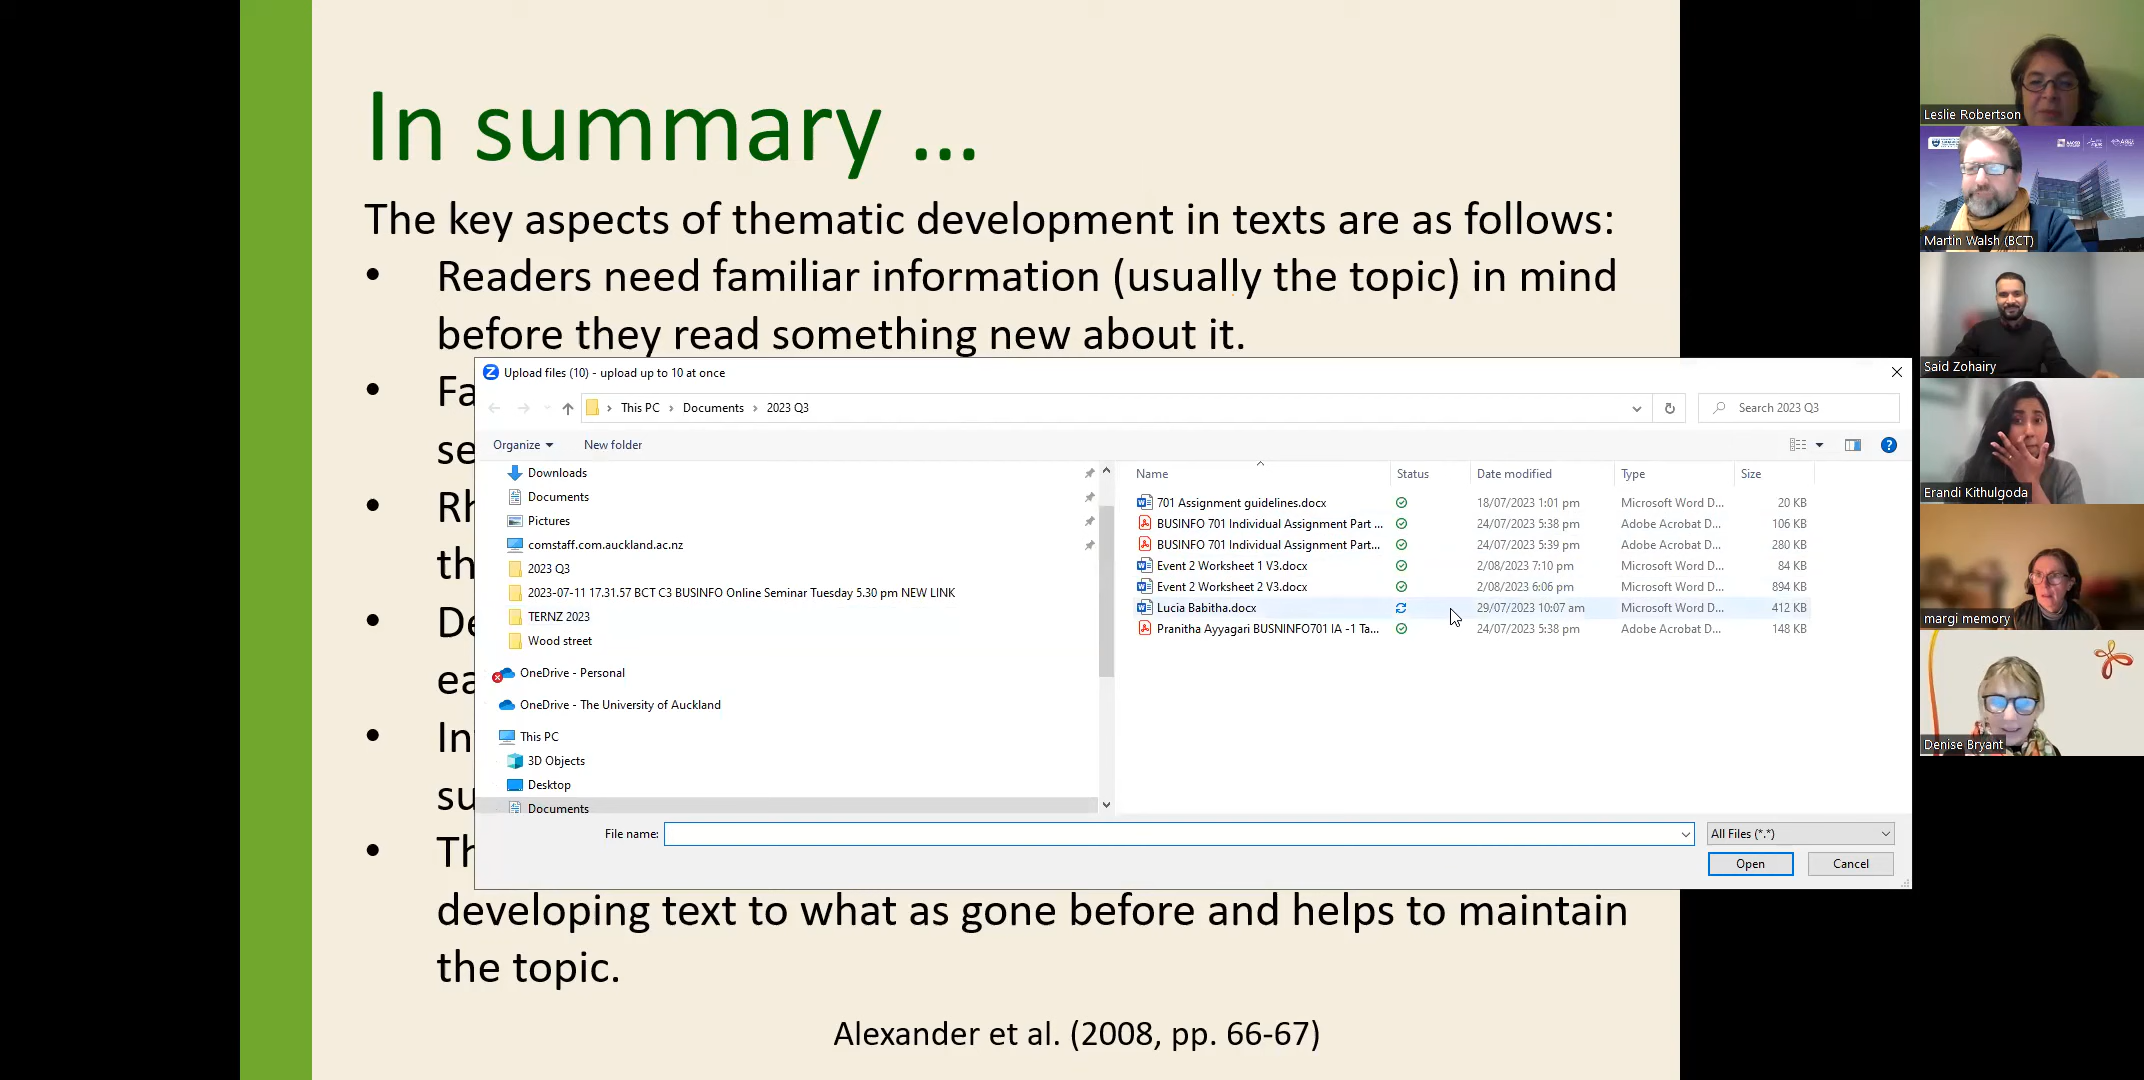 In summary ...
The key aspects of thematic development in texts are as follows:
• Readers need familiar information (usually the topic) in mind
before they read something new about it.
• Fa
se
• Rh
th
• De
ea
• In
su
• Th
developing text to what as gone before and helps to maintain
the topic.
Alexander et al. (2008, pp. 66-67)
Upload files (10) - upload up to 10 at once
This PC > Documents > 2023 Q3
Search 2023 Q3
Organize
New folder
Downloads
Documents
Pictures
comstaff.com.auckland.ac.nz
2023 Q3
2023-07-11 17.31.57 BCT C3 BUSINFO Online Seminar Tuesday 5.30 pm NEW LINK
TERNZ 2023
Wood street
OneDrive - Personal
OneDrive - The University of Auckland
This PC
3D Objects
Desktop
Documents
Name Status Date modified Type Size
701 Assignment guidelines.docx 18/07/2023 1:01 pm Microsoft Word D... 20 KB
BUSINFO 701 Individual Assignment Part ... 24/07/2023 5:38 pm Adobe Acrobat D... 106 KB
BUSINFO 701 Individual Assignment Part... 24/07/2023 5:39 pm Adobe Acrobat D... 280 KB
Event 2 Worksheet 1 V3.docx 2/08/2023 7:10 pm Microsoft Word D... 84 KB
Event 2 Worksheet 2 V3.docx 2/08/2023 6:06 pm Microsoft Word D... 894 KB
Lucia Babitha.docx 29/07/2023 10:07 am Microsoft Word D... 412 KB
Pranitha Ayyagari BUSNINFO701 IA -1 Ta... 24/07/2023 5:38 pm Adobe Acrobat D... 148 KB
File name:
All Files (*.*)
Open
Cancel
Leslie Robertson
Martin Walsh (BCT)
Said Zohairy
Erandi Kithulgoda
margi memory
Denise Bryant